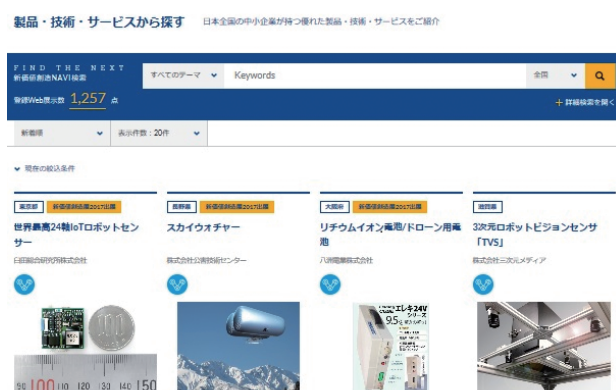 製品・技術・サービスから探す 日本全国の中小企業が持つ優れた製品・技術・サービスをご紹介
FIND THE NEXT
新価値創造NAVI検索
すべてのテーマ Keywords 全国
登録Web展示数 1,257 点
＋ 詳細検索を開く
新着順 表示件数：20件
現在の絞込条件
東京都 新価値創造展2017出展
世界最高24軸IoTロボットセンサー
長野県 新価値創造展2017出展
スカイウオチャー
株式会社公害技術センター
大阪府 新価値創造展2017出展
リチウムイオン電池/ドローン用電池
八洲電業株式会社
3次元ロボットビジョンセンサ
「TVS」
株式会社三次元メディア
エレキ24V
シリーズ
9.5
100
90 100 110 120 130 140 150